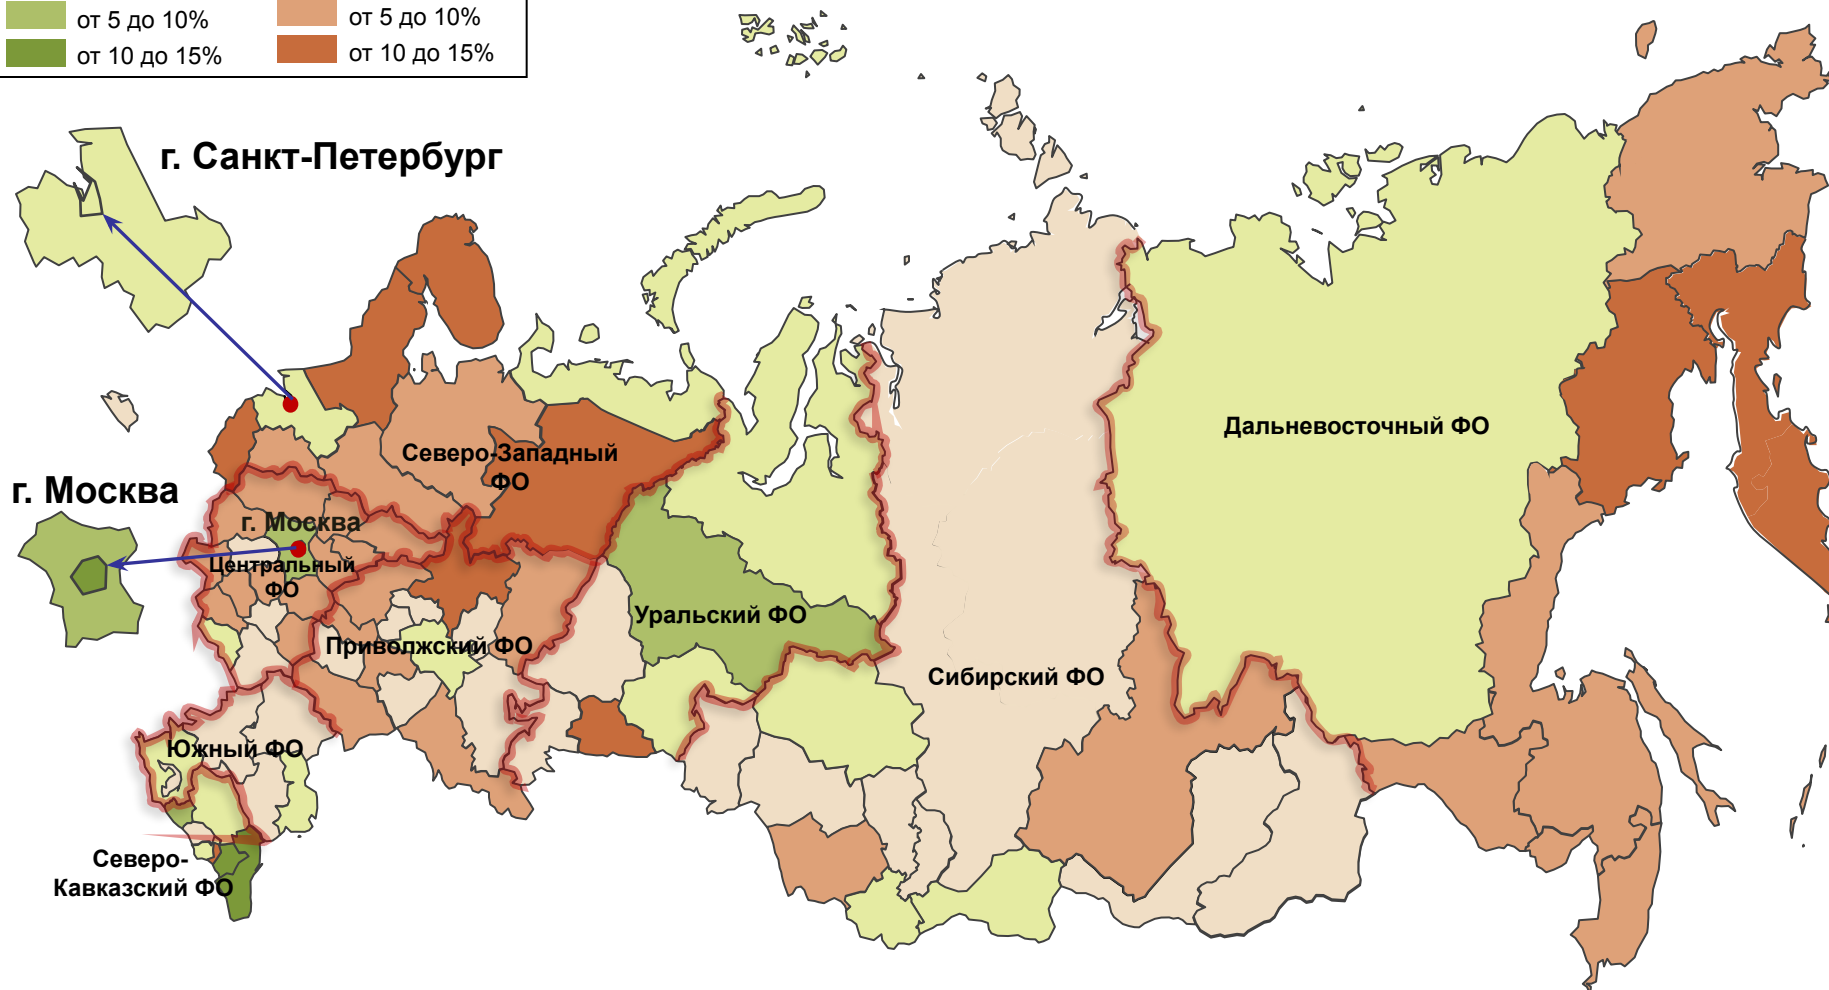 от 5 до 10%
от 5 до 10%
от 10 до 15%
от 10 до 15%
г. Санкт-Петербург
Дальневосточный ФО
Северо-Западный
ФО
г. Москва
г. Москва
Центральный
ФО
Уральский ФО
Приволжский ФО
Сибирский ФО
Южный ФО
Северо-
Кавказский ФО